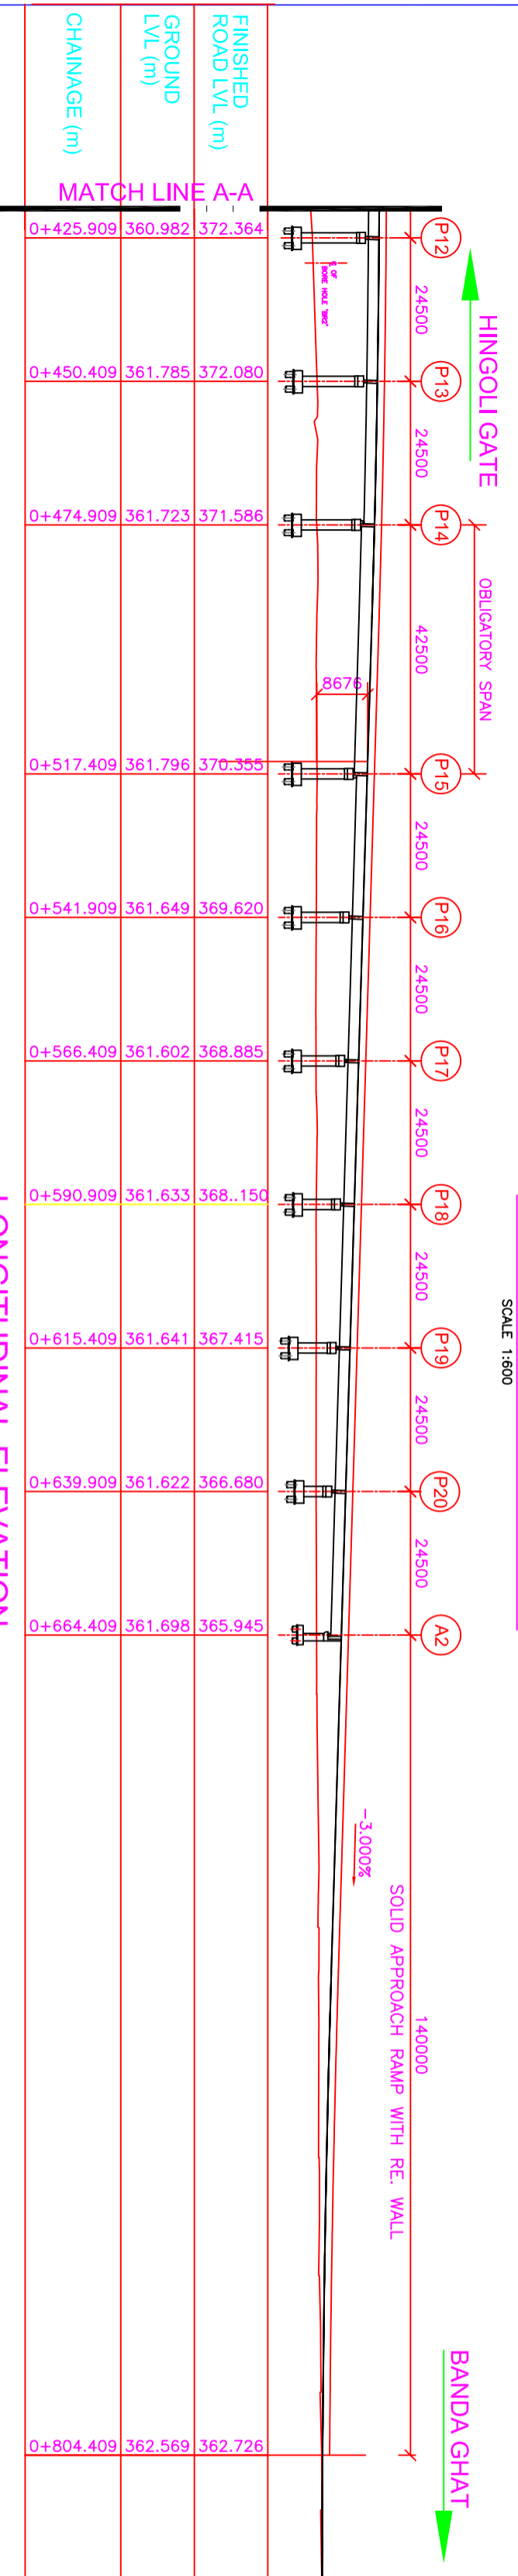 SCALE 1:600
HINGOLI GATE
BANDA GHAT
OBLIGATORY SPAN
SOLID APPROACH RAMP WITH RE. WALL
P12
P13
P14
P15
P16
P17
P18
P19
P20
A2
24500
24500
42500
24500
24500
24500
24500
24500
24500
140000
-3.000%
8676
℄ OF
BORE HOLE "BR2"
MATCH LINE A-A
FINISHED
ROAD LVL (m)
372.364 372.080 371.586 370.355 369.620 368.885 368..150 367.415 366.680 365.945 362.726
GROUND
LVL (m)
360.982 361.785 361.723 361.796 361.649 361.602 361.633 361.641 361.622 361.698 362.569
CHAINAGE (m)
0+425.909 0+450.409 0+474.909 0+517.409 0+541.909 0+566.409 0+590.909 0+615.409 0+639.909 0+664.409 0+804.409
LONGITUDINAL ELEVATION